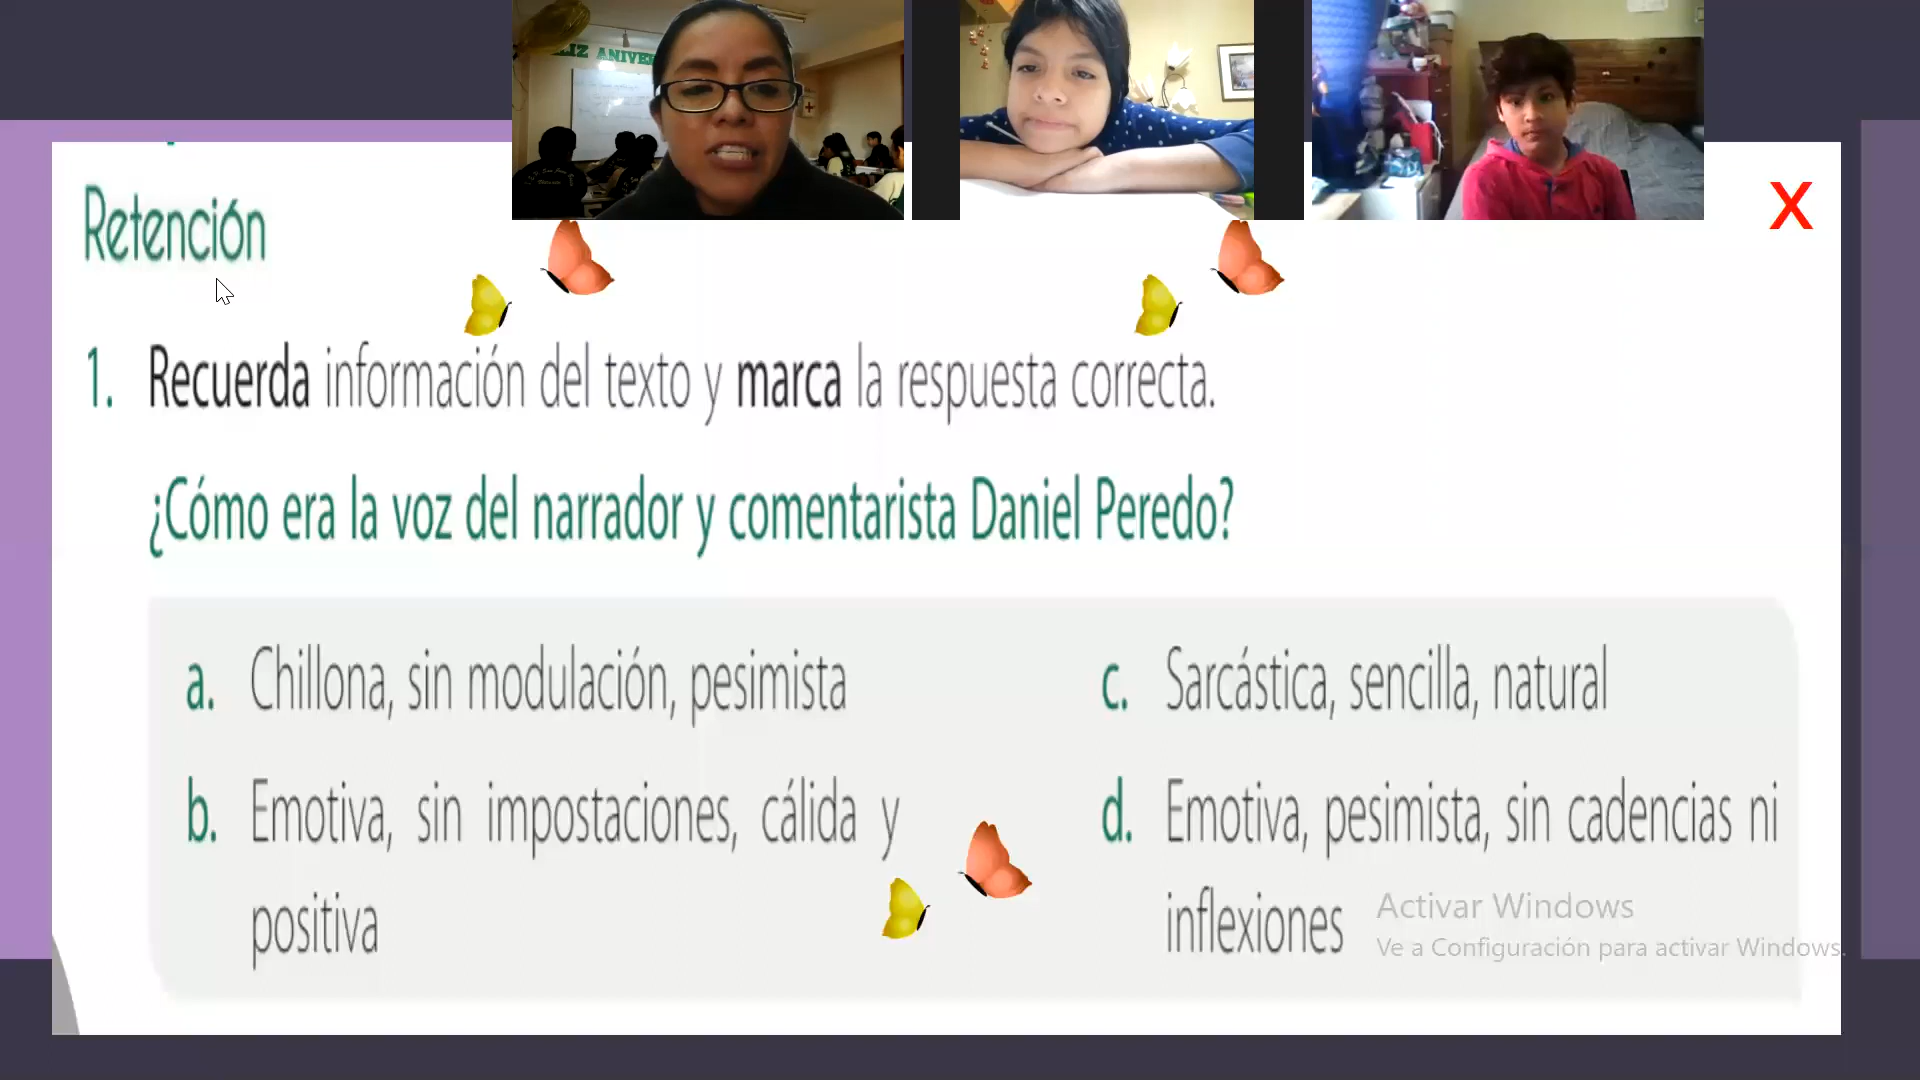 LIZ ANIVE
Retención
X
1. Recuerda información del texto y marca la respuesta correcta.
¿Cómo era la voz del narrador y comentarista Daniel Peredo?
a. Chillona, sin modulación, pesimista
b. Emotiva, sin impostaciones, cálida y
positiva
c. Sarcástica, sencilla, natural
d. Emotiva, pesimista, sin cadencias ni
inflexiones
Activar Windows
Ve a Configuración para activar Windows.